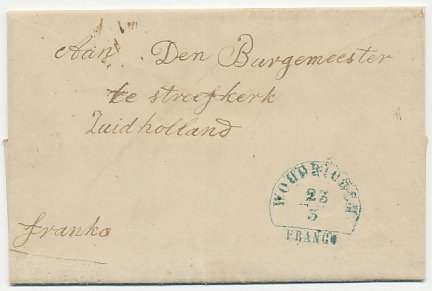 Aan Den Burgemeester
te streefkerk
Zuidholland
franko
WOUDRICHEM
23
5
FRANCO